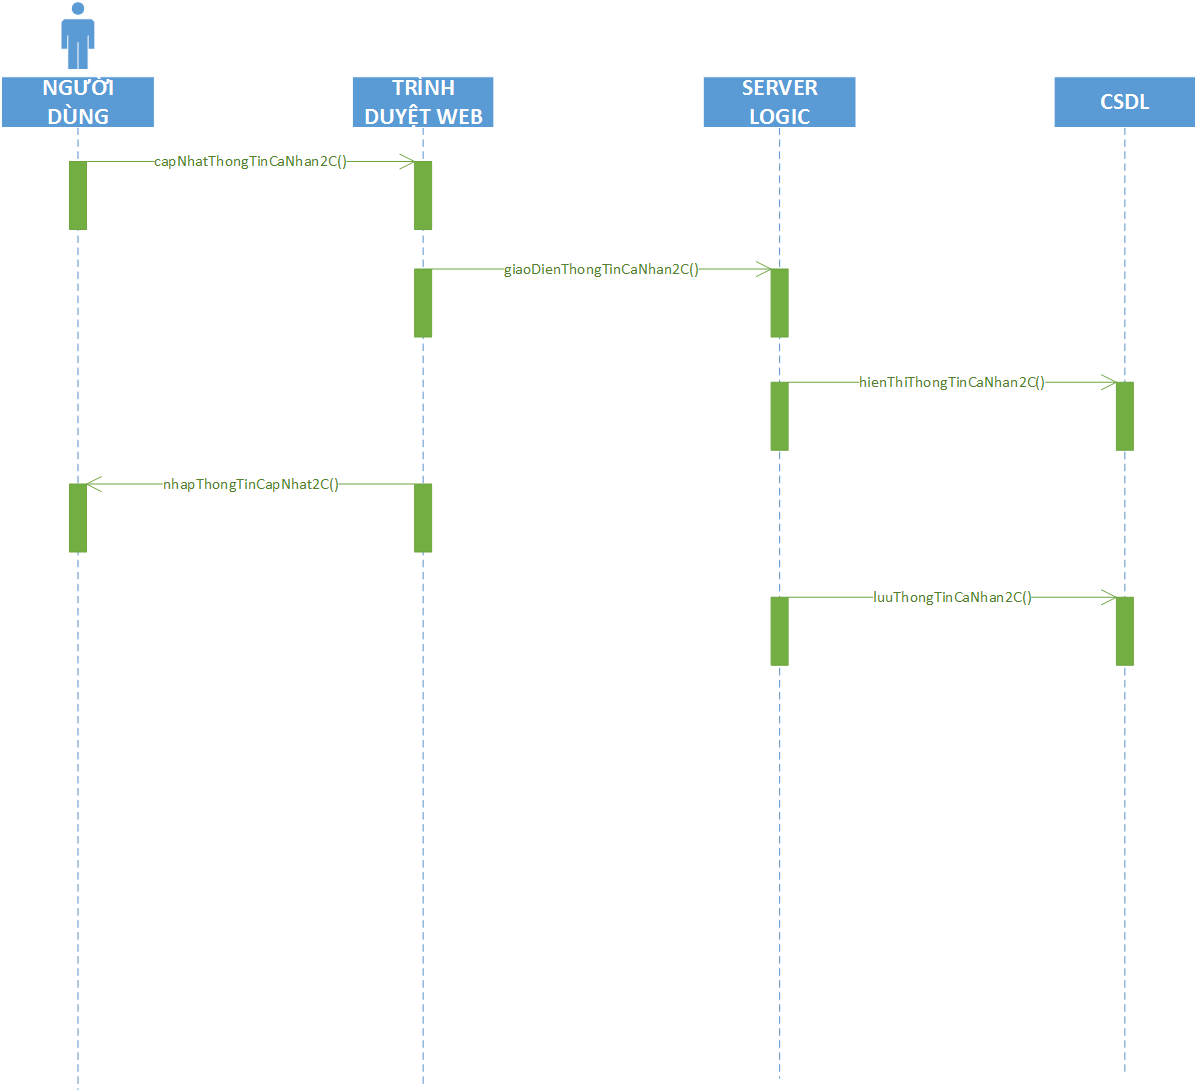 NGƯỜI
DÙNG
TRÌNH
DUYỆT WEB
SERVER
LOGIC
CSDL
capNhatThongTinCaNhan2C()
giaoDienThongTinCaNhan2C()
hienThiThongTinCaNhan2C()
nhapThongTinCapNhat2C()
luuThongTinCaNhan2C()